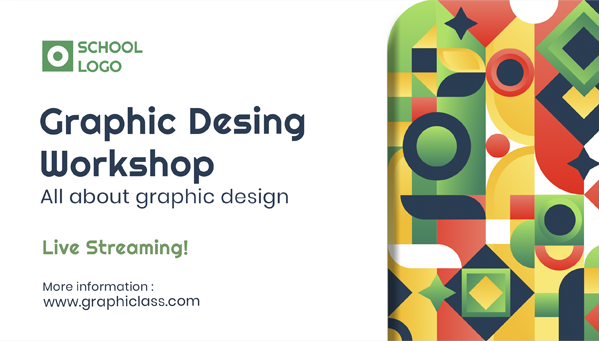 SCHOOL
LOGO
Graphic Desing
Workshop
All about graphic design
Live Streaming!
More information :
www.graphiclass.com